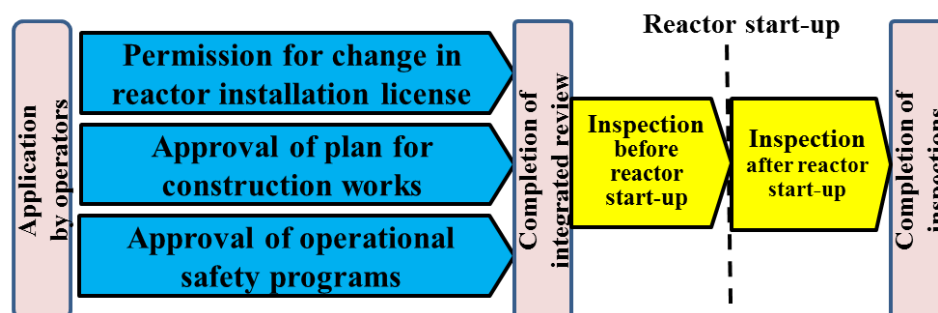 Reactor start-up
Application
by operators
Permission for change in
reactor installation license
Approval of plan for
construction works
Approval of operational
safety programs
Completion of
integrated review
Inspection
before
reactor
start-up
Inspection
after reactor
start-up
Completion of
inspections